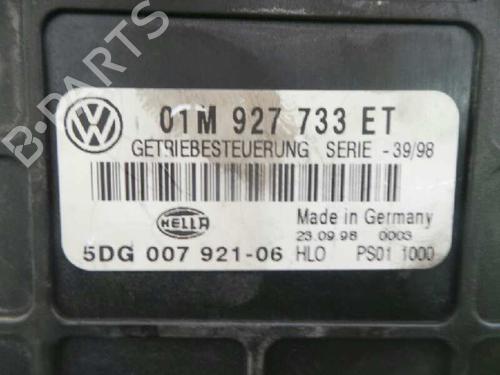 B-PARTS
01M 927 733 ET
GETRIEBESTEUERUNG SERIE -39/98
HELLA
Made in Germany
23.09.98 0003
5DG 007 921-06 HLO PS01 1000